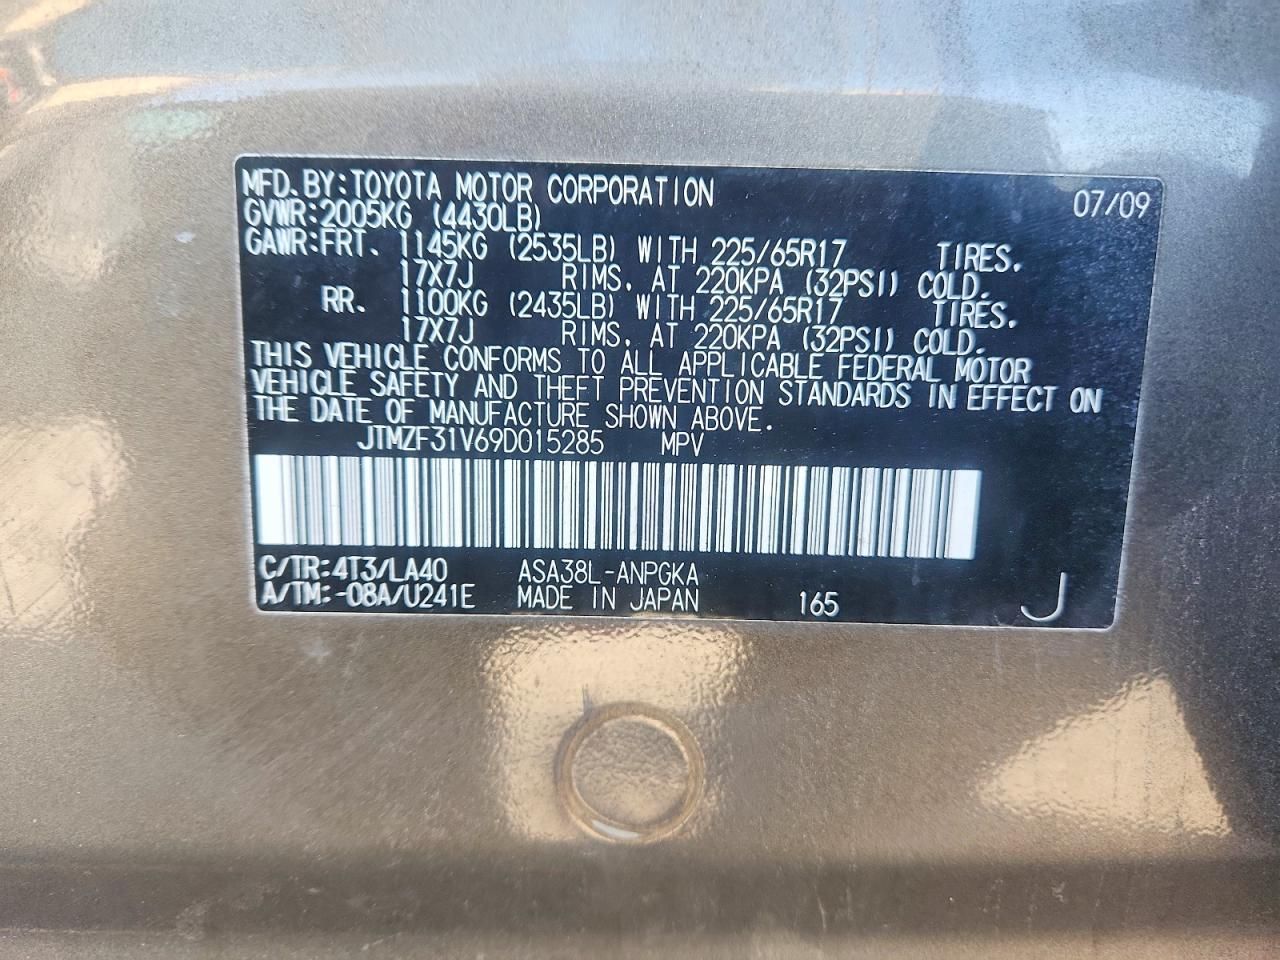 MFD. BY: TOYOTA MOTOR CORPORATION 07/09
GVWR: 2005KG (4430LB)
GAWR: FRT. 1145KG (2535LB) WITH 225/65R17 TIRES.
17X7J RIMS. AT 220KPA (32PSI) COLD.
RR. 1100KG (2435LB) WITH 225/65R17 TIRES.
17X7J RIMS. AT 220KPA (32PSI) COLD.
THIS VEHICLE CONFORMS TO ALL APPLICABLE FEDERAL MOTOR
VEHICLE SAFETY AND THEFT PREVENTION STANDARDS IN EFFECT ON
THE DATE OF MANUFACTURE SHOWN ABOVE.
JTMZF31V69D015285 MPV
C/TR: 4T3/LA40 ASA38L-ANPGKA
A/TM: -08A/U241E MADE IN JAPAN 165 J